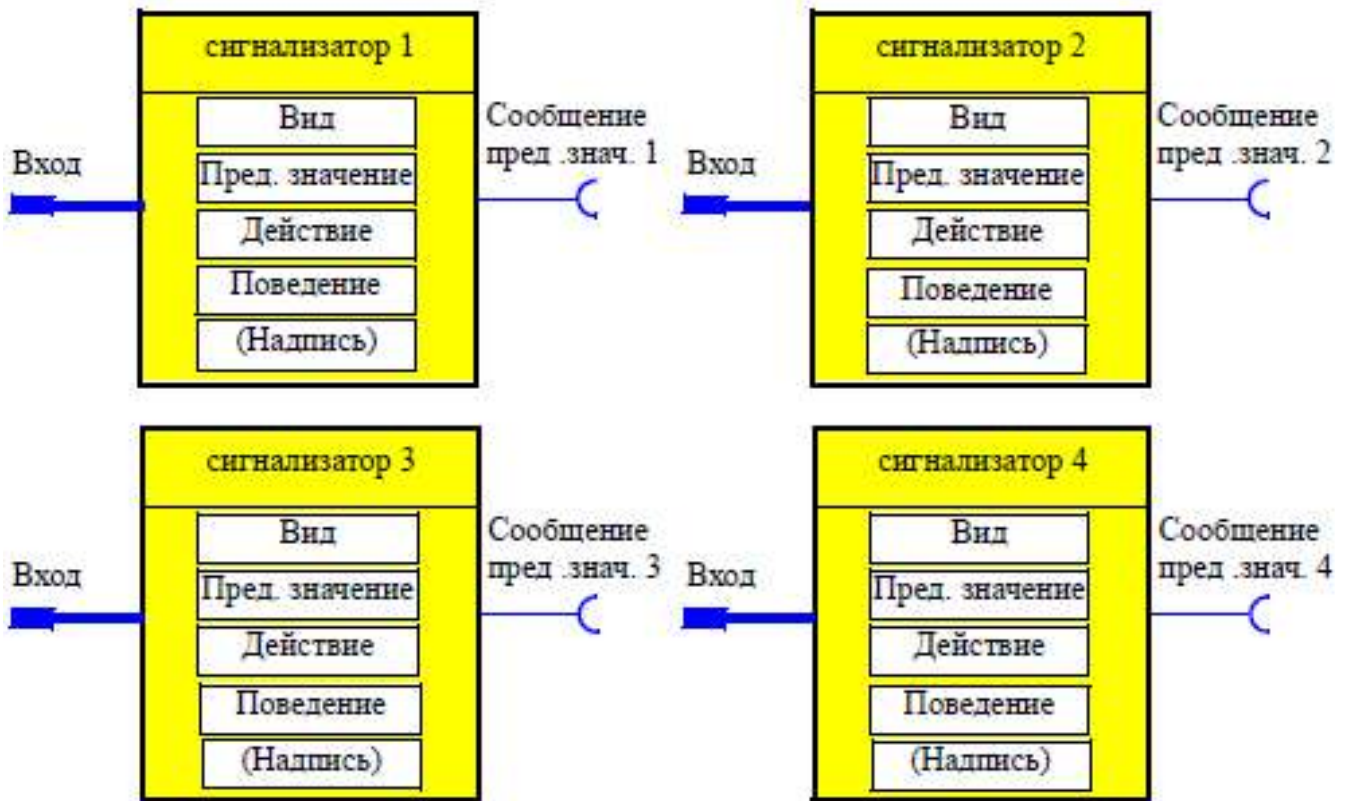 сигнализатор 1
Вид
Пред. значение
Действие
Поведение
(Надпись)
Вход
Сообщение
пред .знач. 1
сигнализатор 2
Вид
Пред. значение
Действие
Поведение
(Надпись)
Вход
Сообщение
пред .знач. 2
сигнализатор 3
Вид
Пред. значение
Действие
Поведение
(Надпись)
Вход
Сообщение
пред .знач. 3
сигнализатор 4
Вид
Пред. значение
Действие
Поведение
(Надпись)
Вход
Сообщение
пред .знач. 4